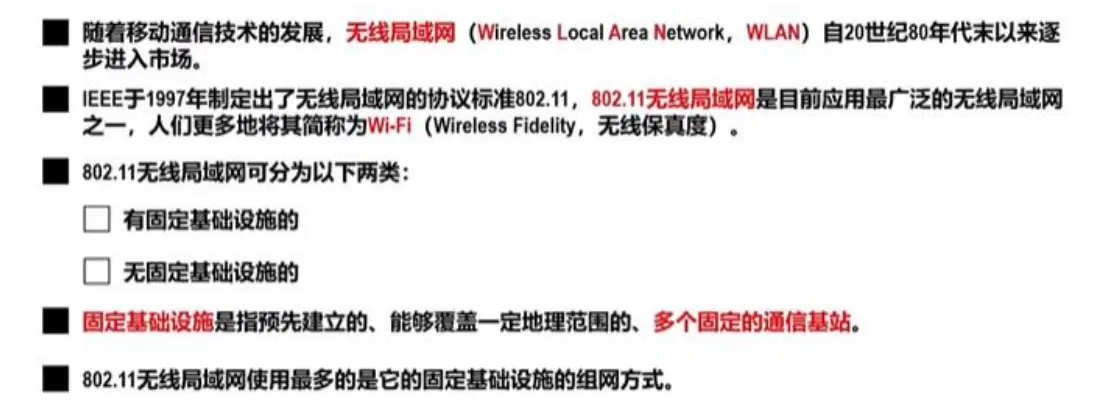 随着移动通信技术的发展，无线局域网（Wireless Local Area Network，WLAN）自20世纪80年代末以来逐
步进入市场。
IEEE于1997年制定出了无线局域网的协议标准802.11，802.11无线局域网是目前应用最广泛的无线局域网
之一，人们更多地将其简称为Wi-Fi（Wireless Fidelity，无线保真度）。
802.11无线局域网可分为以下两类：
有固定基础设施的
无固定基础设施的
固定基础设施是指预先建立的、能够覆盖一定地理范围的、多个固定的通信基站。
802.11无线局域网使用最多的是它的固定基础设施的组网方式。